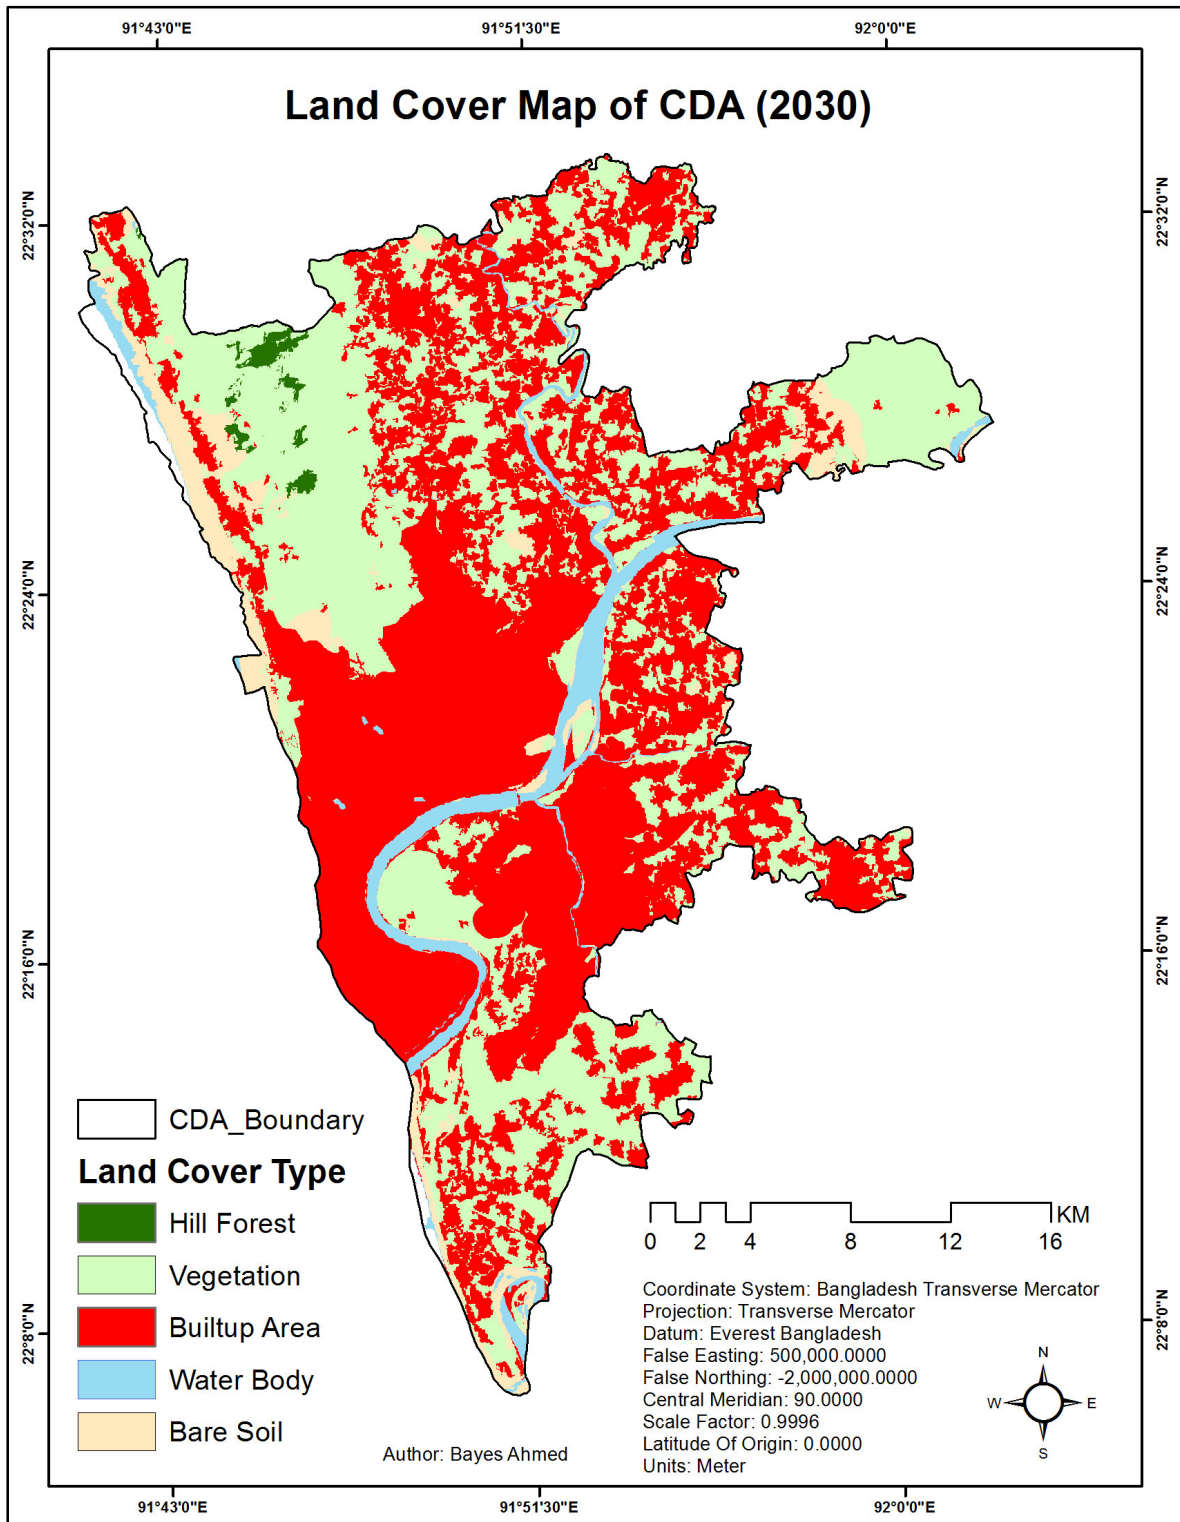 91°43'0"E 91°51'30"E 92°0'0"E
Land Cover Map of CDA (2030)
22°32'0"N 22°32'0"N
22°24'0"N 22°24'0"N
22°16'0"N 22°16'0"N
22°8'0"N 22°8'0"N
CDA_Boundary
Land Cover Type
Hill Forest
Vegetation
Builtup Area
Water Body
Bare Soil
Author: Bayes Ahmed
KM
0 2 4 8 12 16
Coordinate System: Bangladesh Transverse Mercator
Projection: Transverse Mercator
Datum: Everest Bangladesh
False Easting: 500,000.0000
False Northing: -2,000,000.0000
Central Meridian: 90.0000
Scale Factor: 0.9996
Latitude Of Origin: 0.0000
Units: Meter
N
W E
S
91°43'0"E 91°51'30"E 92°0'0"E